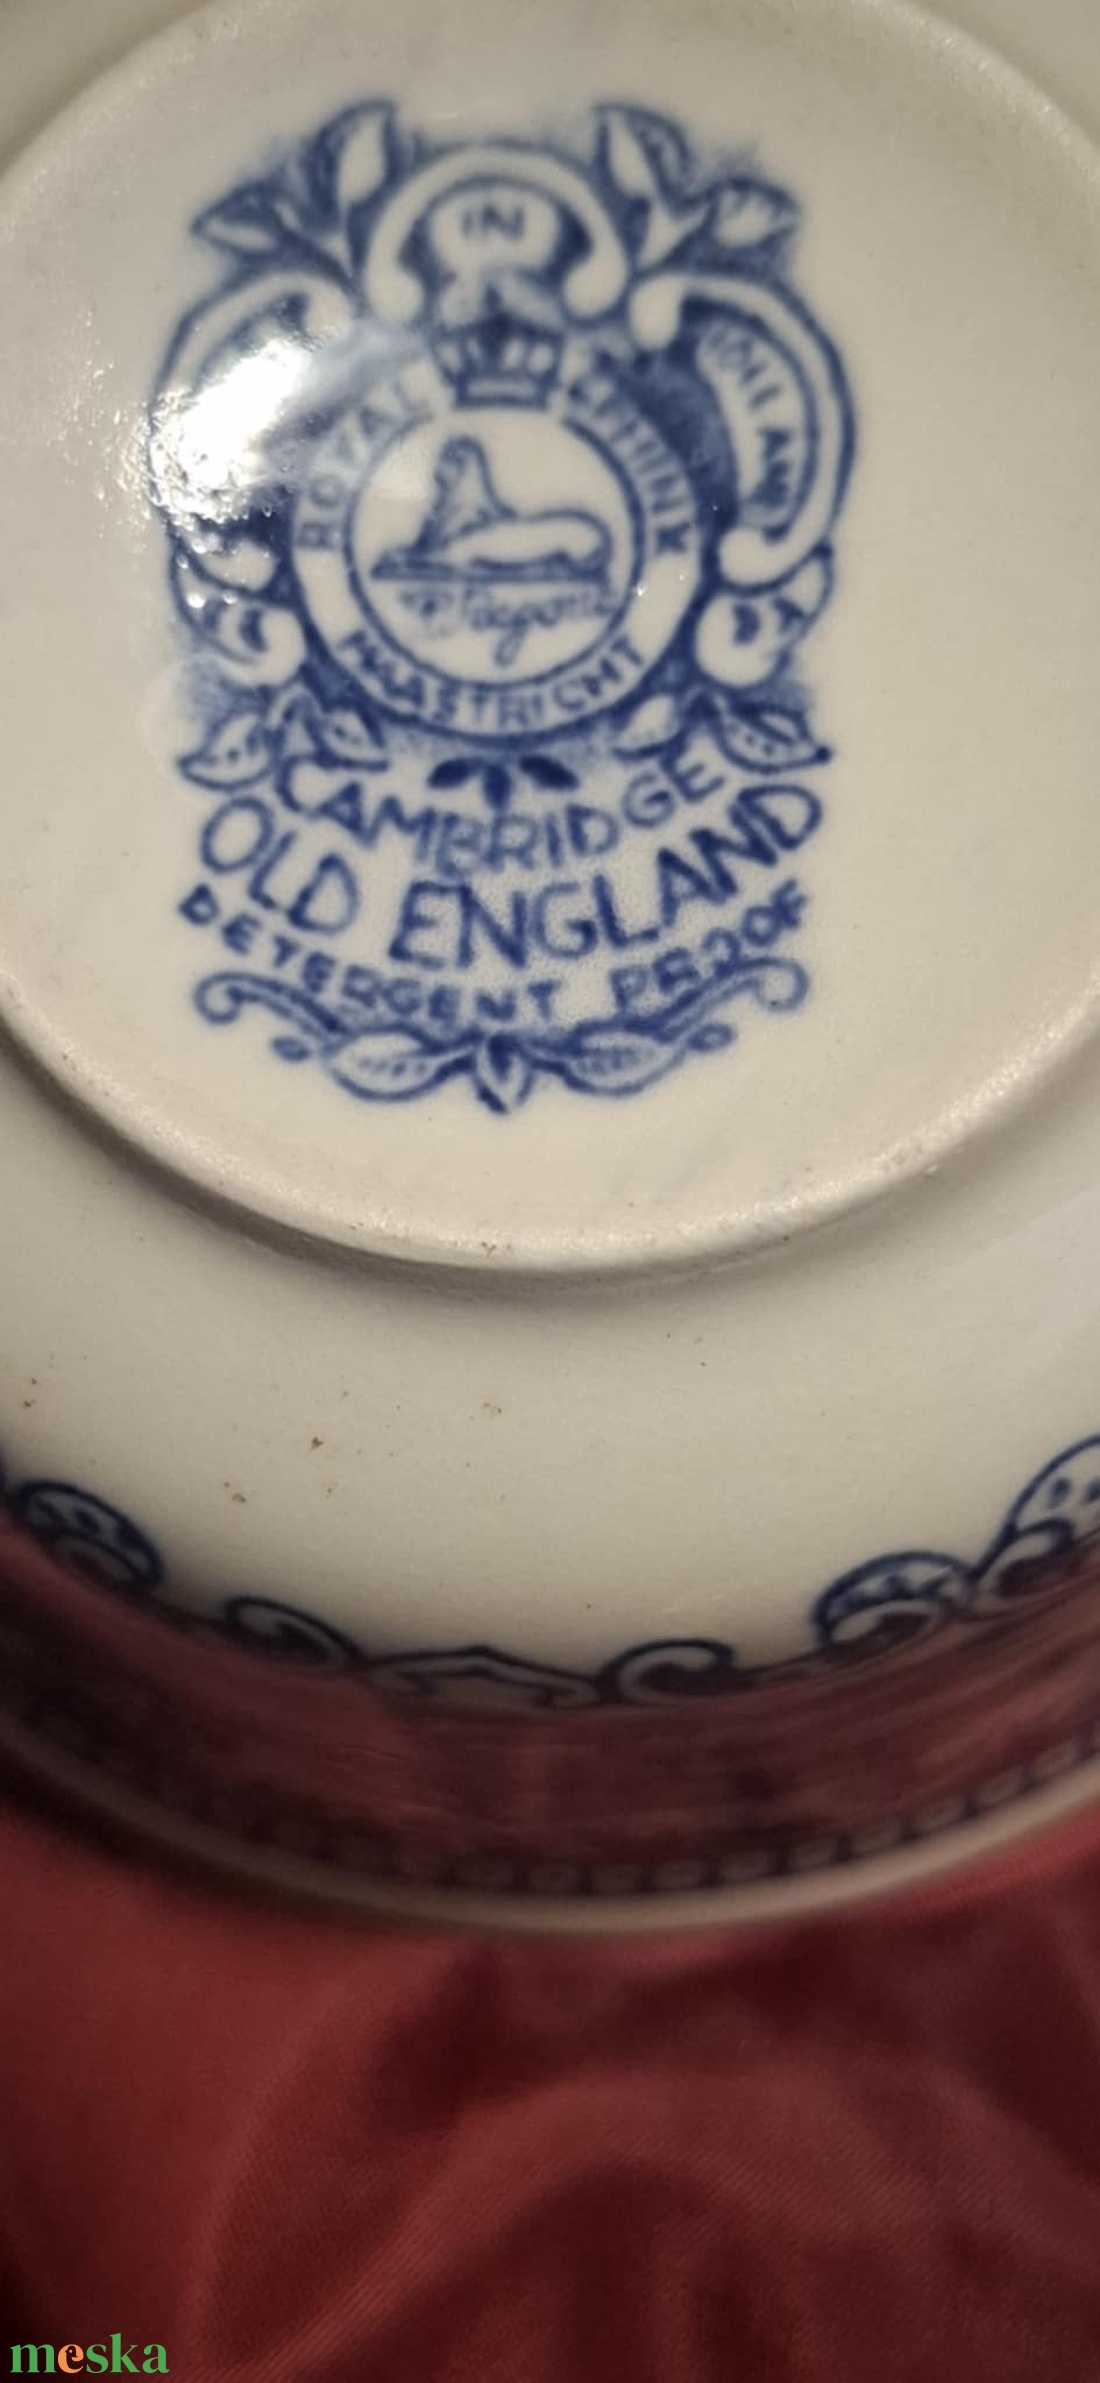 IN
HOLLAND
ROYAL SPHINX
P. Regout
MAASTRICHT
CAMBRIDGE
OLD ENGLAND
DETERGENT PROOF
meska